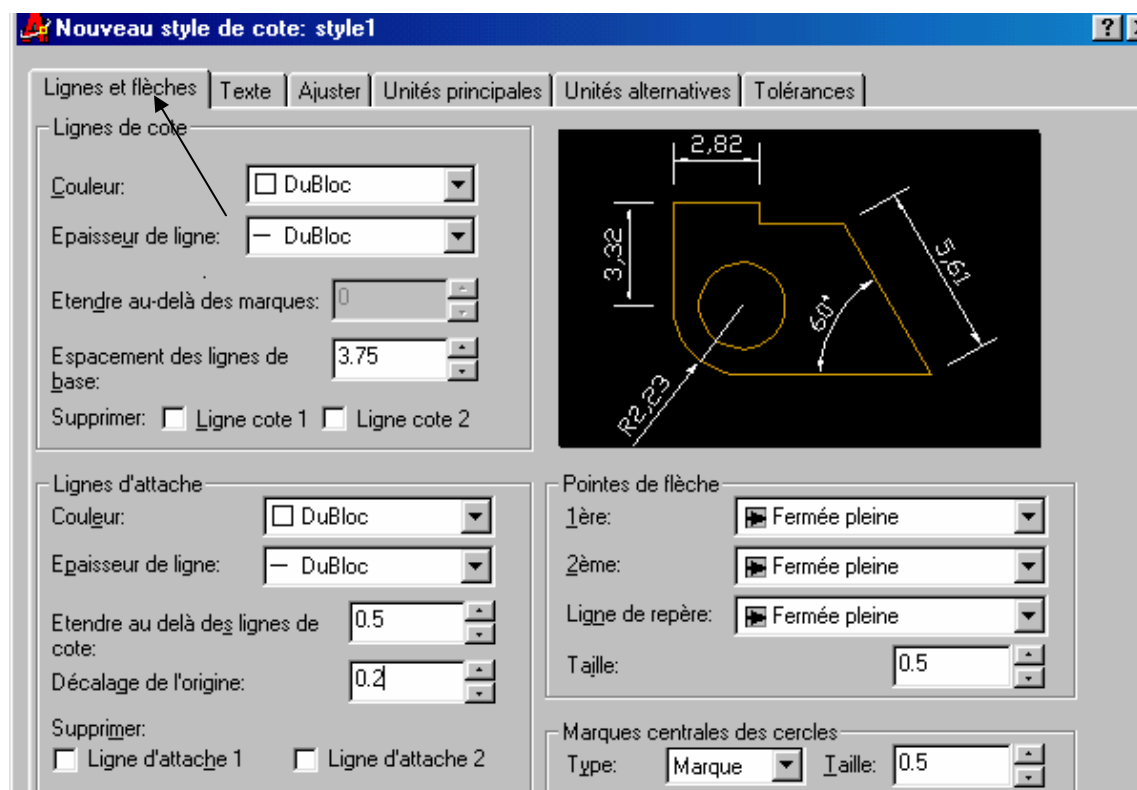 Nouveau style de cote: style1
?
Lignes et flèches
Texte
Ajuster
Unités principales
Unités alternatives
Tolérances
Lignes de cote
Couleur:
DuBloc
Epaisseur de ligne:
DuBloc
Etendre au-delà des marques:
0
Espacement des lignes de
base:
3.75
Supprimer:
Ligne cote 1
Ligne cote 2
2,82
3,32
5,61
60°
R2,23
Lignes d'attache
Couleur:
DuBloc
Epaisseur de ligne:
DuBloc
Etendre au delà des lignes de
cote:
0.5
Décalage de l'origine:
0.2
Supprimer:
Ligne d'attache 1
Ligne d'attache 2
Pointes de flèche
1ère:
Fermée pleine
2ème:
Fermée pleine
Ligne de repère:
Fermée pleine
Taille:
0.5
Marques centrales des cercles
Type:
Marque
Taille:
0.5